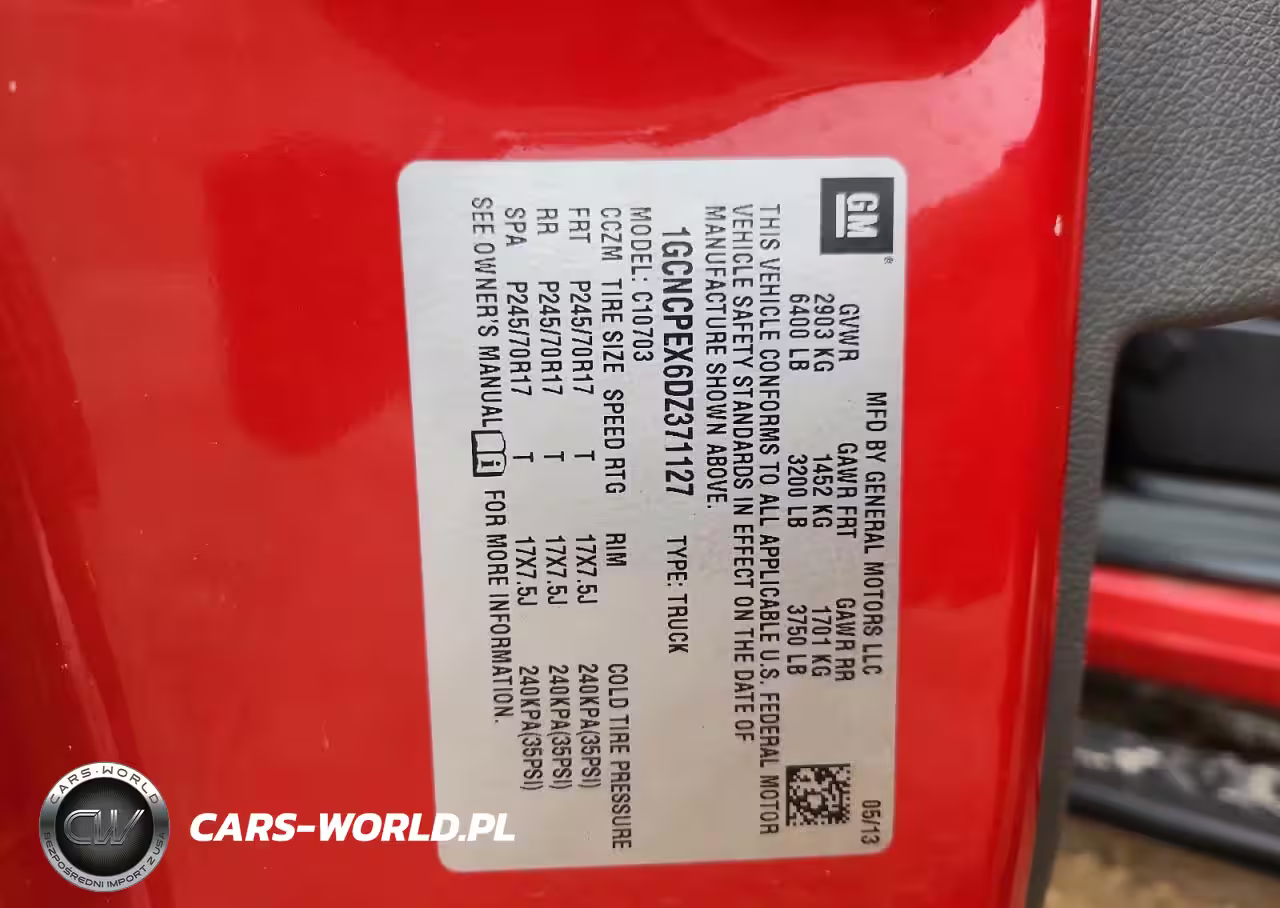 GM®
MFD BY GENERAL MOTORS LLC 05/13
GVWR GAWR FRT GAWR RR
2903 KG 1452 KG 1701 KG
6400 LB 3200 LB 3750 LB
THIS VEHICLE CONFORMS TO ALL APPLICABLE U.S. FEDERAL MOTOR
VEHICLE SAFETY STANDARDS IN EFFECT ON THE DATE OF
MANUFACTURE SHOWN ABOVE.
1GCNCPEX6DZ371127 TYPE: TRUCK
MODEL: C10703
CCZM TIRE SIZE SPEED RTG RIM COLD TIRE PRESSURE
FRT P245/70R17 T 17X7.5J 240KPA(35PSI)
RR P245/70R17 T 17X7.5J 240KPA(35PSI)
SPA P245/70R17 T 17X7.5J 240KPA(35PSI)
SEE OWNER'S MANUAL FOR MORE INFORMATION.
CARS-WORLD
CW
BEZPOŚREDNI IMPORT Z USA
CARS-WORLD.PL